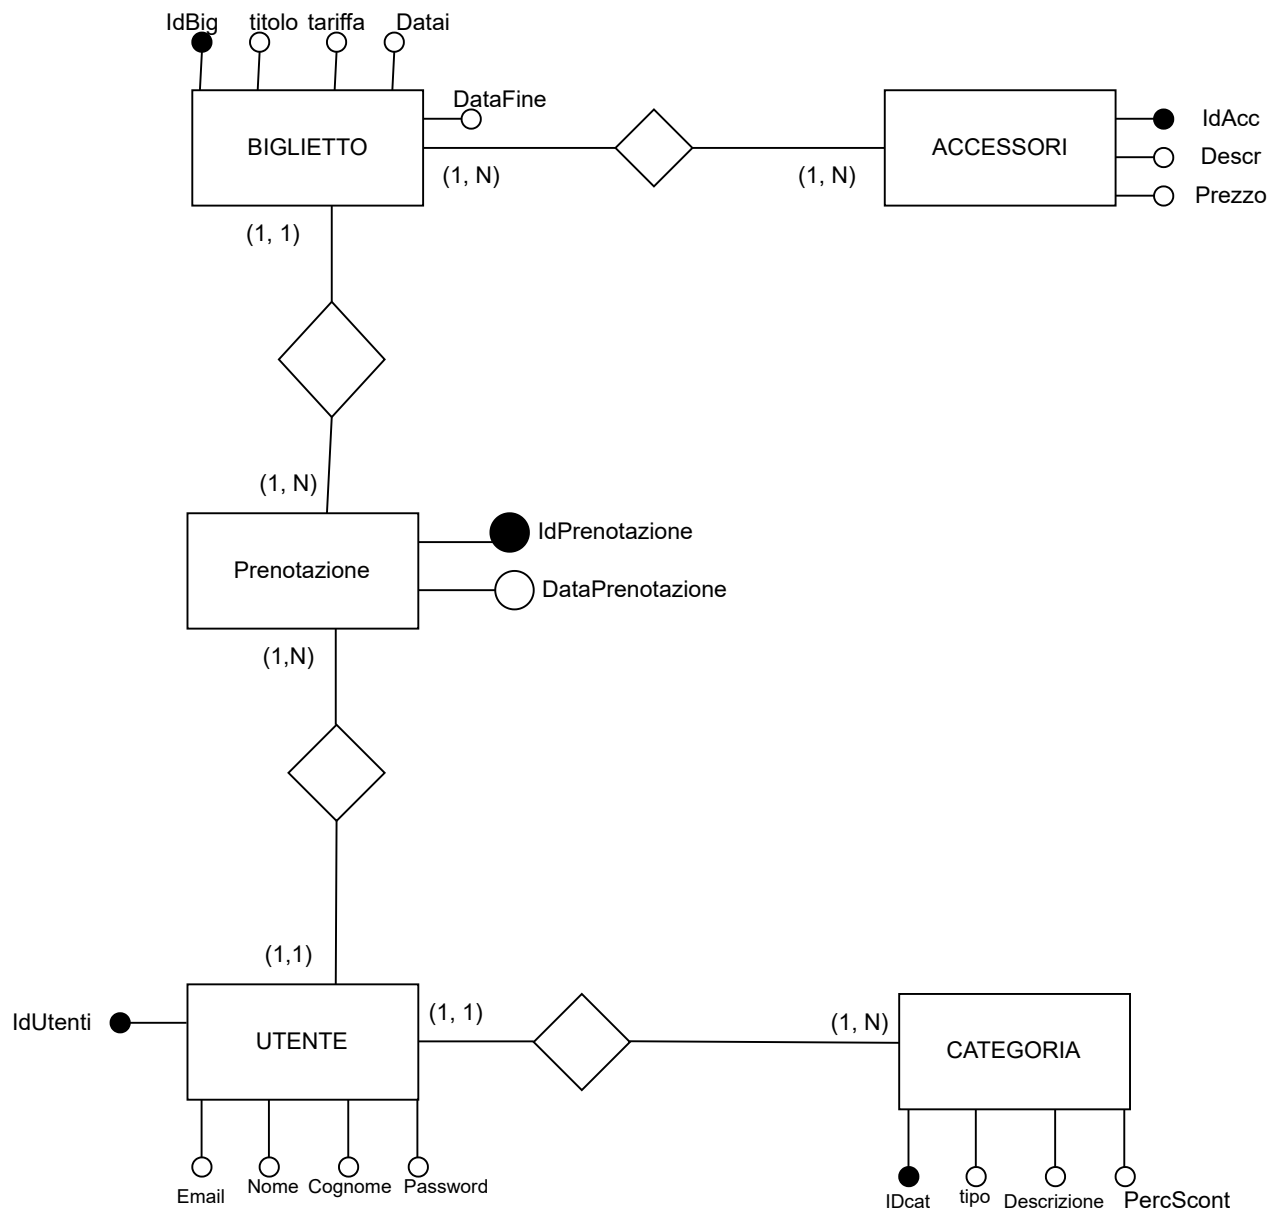 IdBig titolo tariffa Datai
DataFine
BIGLIETTO
ACCESSORI
IdAcc
Descr
Prezzo
(1, N)
(1, N)
(1, 1)
(1, N)
Prenotazione
IdPrenotazione
DataPrenotazione
(1,N)
(1,1)
IdUtenti
UTENTE
(1, 1)
(1, N)
CATEGORIA
Email
Nome
Cognome
Password
IDcat
tipo
Descrizione
PercScont